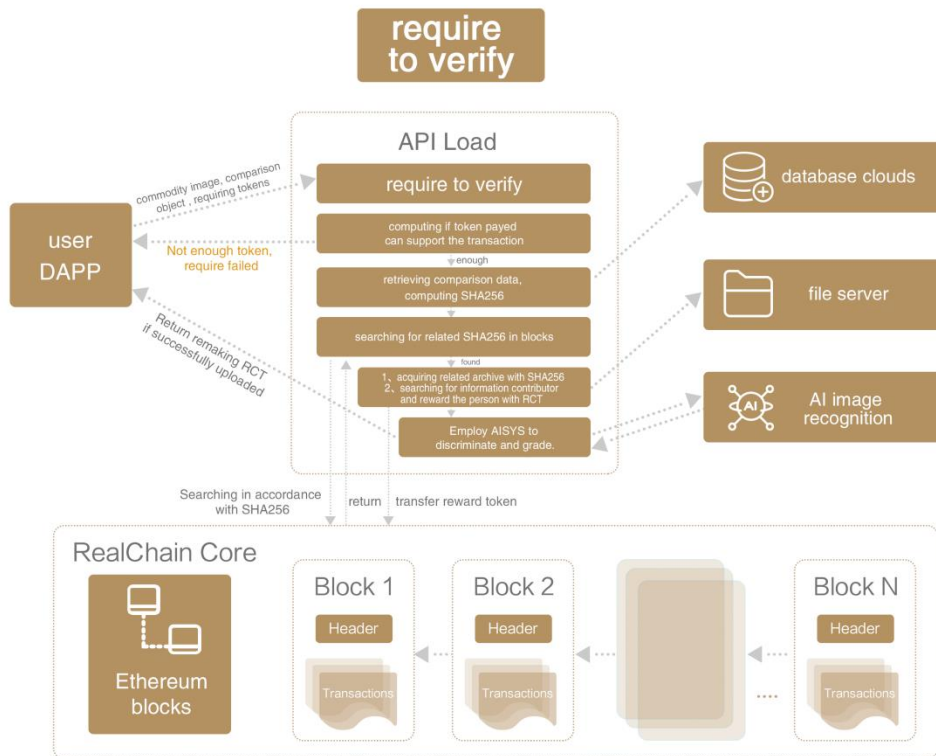 require
to verify
API Load
require to verify
commodity image, comparison
object , requiring tokens
user
DAPP
computing if token payed
can support the transaction
Not enough token,
require failed
enough
retrieving comparison data,
computing SHA256
searching for related SHA256 in blocks
found
1、acquiring related archive with SHA256
2、searching for information contributor
and reward the person with RCT
Employ AISYS to
discriminate and grade.
Return remaking RCT
if successfully uploaded
database clouds
file server
AI
AI image
recognition
Searching in accordance
with SHA256
return
transfer reward token
RealChain Core
Ethereum
blocks
Block 1
Header
Transactions
Block 2
Header
Transactions
....
Block N
Header
Transactions